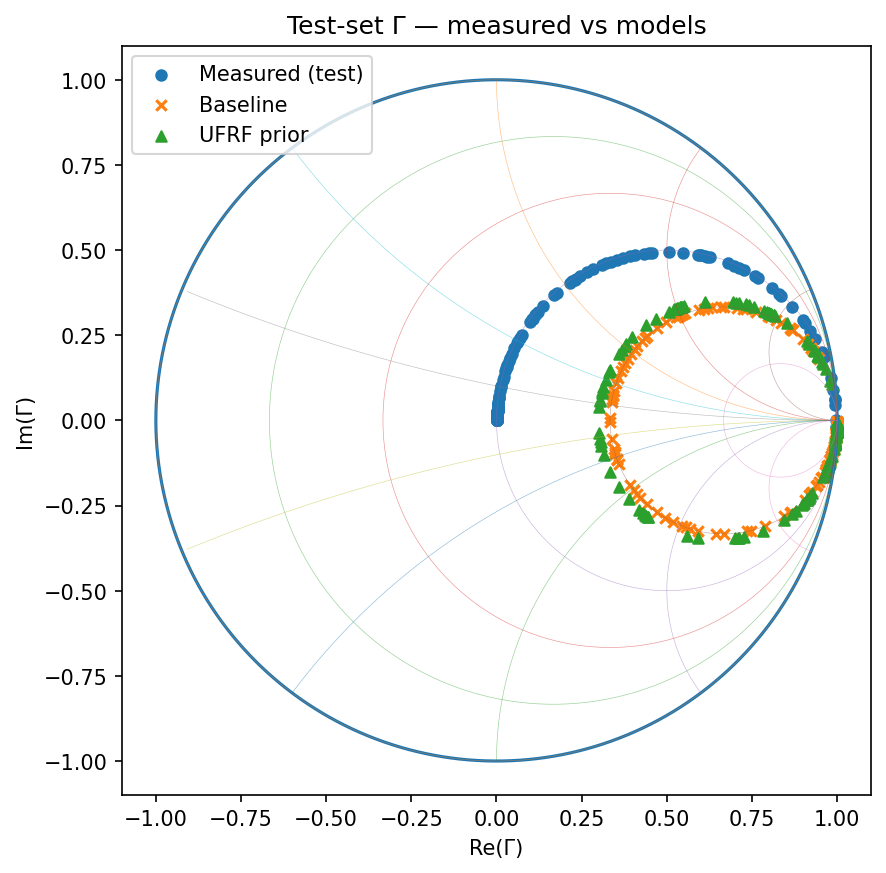 Test-set Γ — measured vs models
Measured (test)
Baseline
UFRF prior
1.00
0.75
0.50
0.25
0.00
−0.25
−0.50
−0.75
−1.00
Im(Γ)
−1.00 −0.75 −0.50 −0.25 0.00 0.25 0.50 0.75 1.00
Re(Γ)